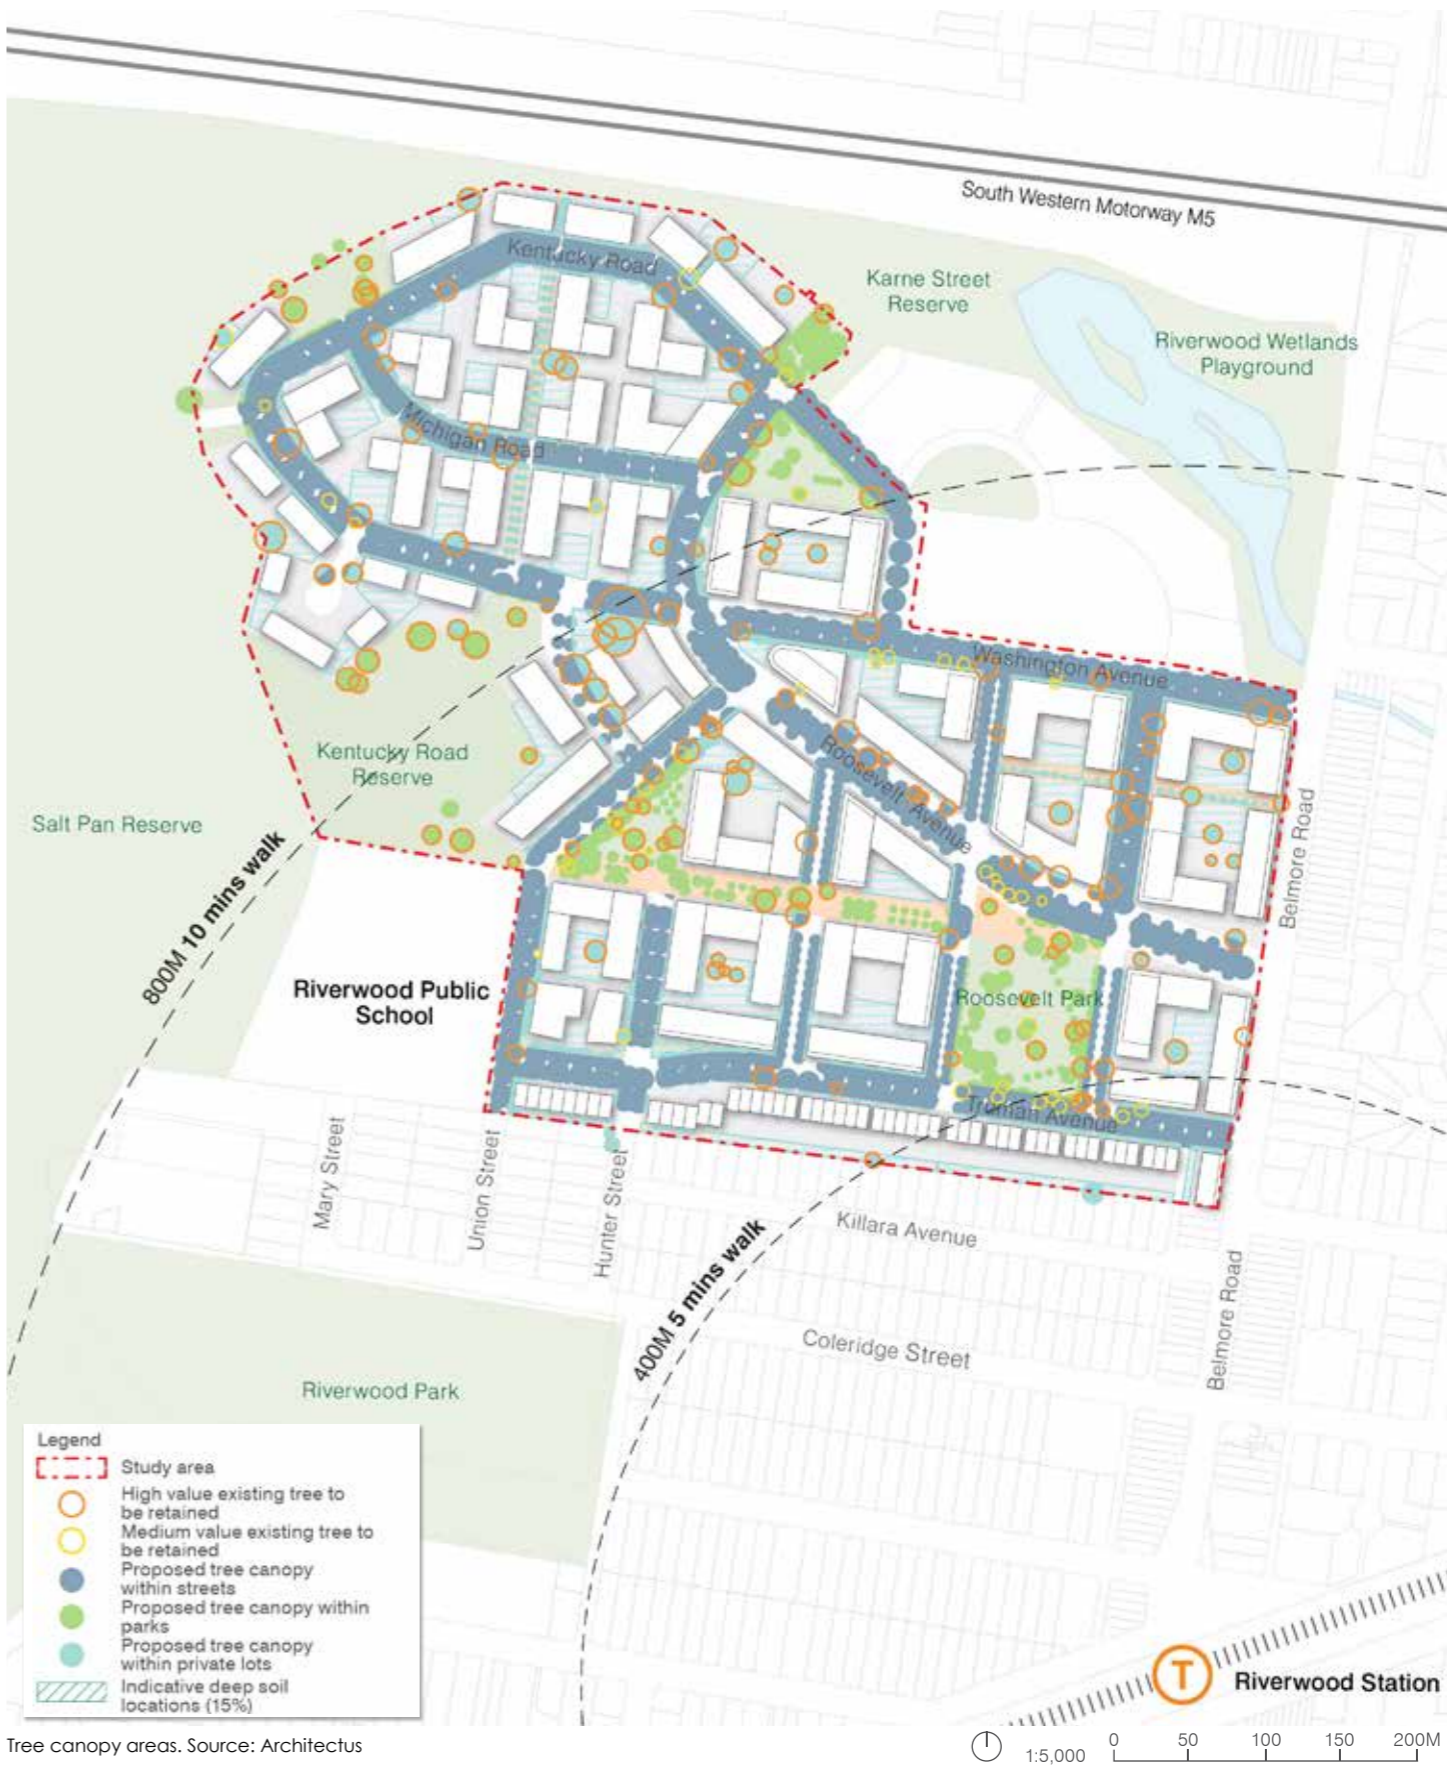 South Western Motorway M5
Kentucky Road
Karne Street
Reserve
Riverwood Wetlands
Playground
Michigan Road
Washington Avenue
Kentucky Road
Reserve
Roosevelt Avenue
Salt Pan Reserve
Belmore Road
800M 10 mins walk
Riverwood Public
School
Roosevelt Park
Truman Avenue
Mary Street
Union Street
Hunter Street
Killara Avenue
400M 5 mins walk
Coleridge Street
Belmore Road
Riverwood Park
Legend
Study area
High value existing tree to
be retained
Medium value existing tree to
be retained
Proposed tree canopy
within streets
Proposed tree canopy within
parks
Proposed tree canopy
within private lots
Indicative deep soil
locations (15%)
T
Riverwood Station
Tree canopy areas. Source: Architectus
1:5,000
0 50 100 150 200M